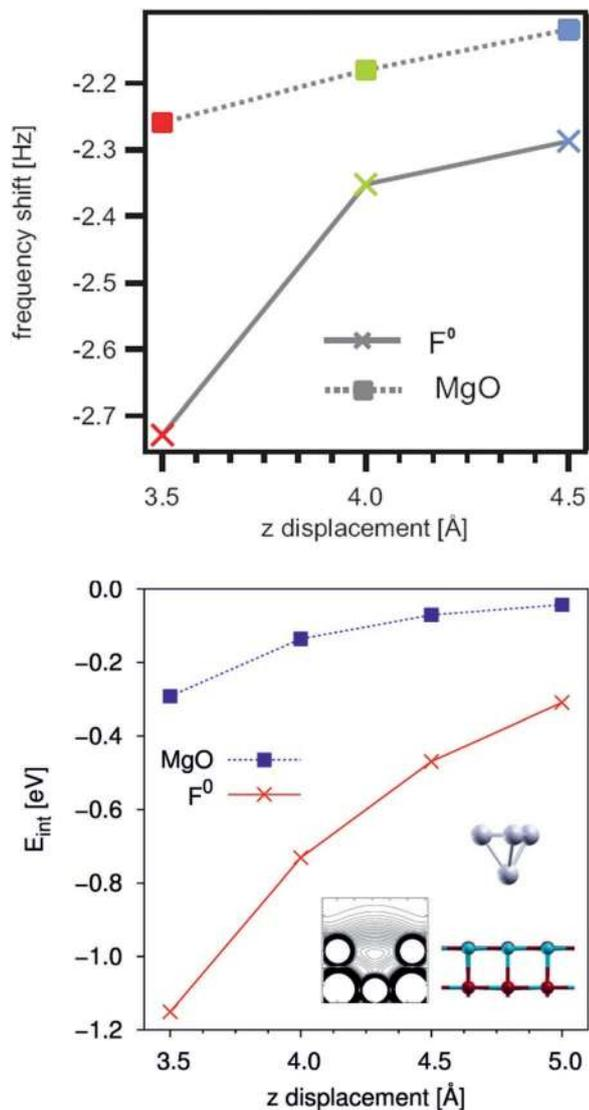 -2.2
-2.3
-2.4
-2.5
-2.6
-2.7
frequency shift [Hz]
F⁰
MgO
3.5 4.0 4.5
z displacement [Å]
0.0
−0.2
−0.4
−0.6
−0.8
−1.0
−1.2
E_int [eV]
MgO
F⁰
3.5 4.0 4.5 5.0
z displacement [Å]